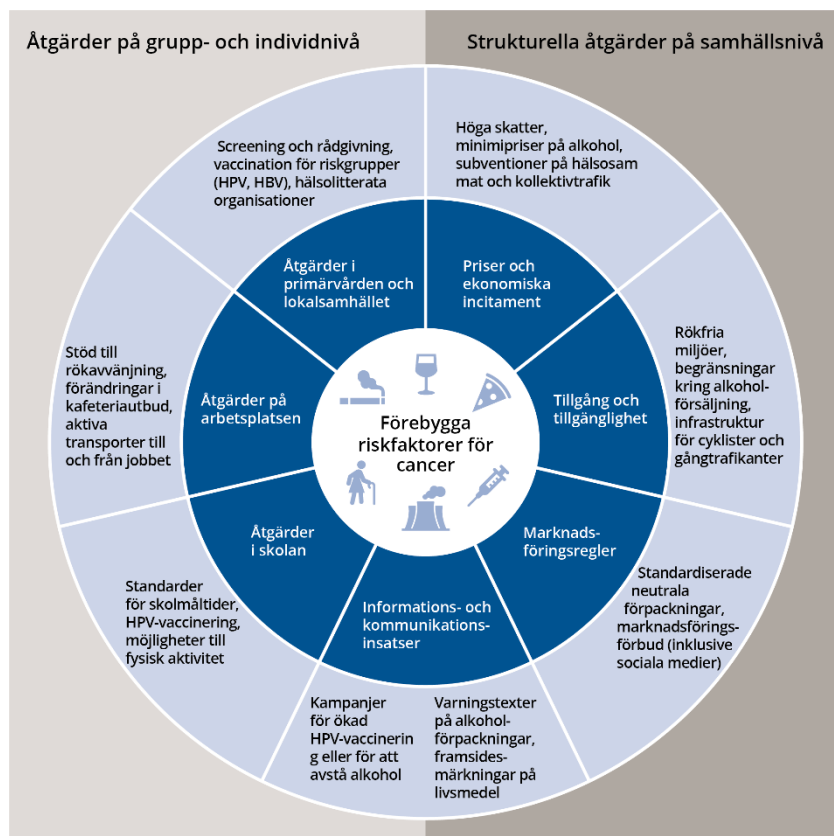 Åtgärder på grupp- och individnivå
Strukturella åtgärder på samhällsnivå
Screening och rådgivning,
vaccination för riskgrupper
(HPV, HBV), hälsolitterata
organisationer
Höga skatter,
minimipriser på alkohol,
subventioner på hälsosam
mat och kollektivtrafik
Åtgärder i
primärvården och
lokalsamhället
Priser och
ekonomiska
incitament
Stöd till
rökavvänjning,
förändringar i
kafeteriautbud,
aktiva
transporter till
och från jobbet
Åtgärder på
arbetsplatsen
Förebygga
riskfaktorer för
cancer
Tillgång och
tillgänglighet
Rökfria
miljöer,
begränsningar
kring alkohol-
försäljning,
infrastruktur
för cyklister och
gångtrafikanter
Åtgärder
i skolan
Marknads-
föringsregler
Standarder
för skolmåltider,
HPV-vaccinering,
möjligheter till
fysisk aktivitet
Informations- och
kommunikations-
insatser
Standardiserade
neutrala
förpackningar,
marknadsförings-
förbud (inklusive
sociala medier)
Kampanjer
för ökad
HPV-vaccinerin
g eller för att
avstå alkohol
Varningstexter
på alkohol-
förpackningar,
framsides-
märkningar på
livsmedel